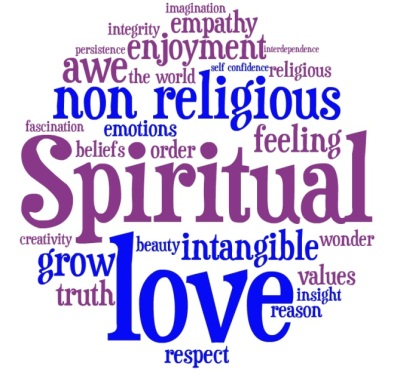 imagination
integrity empathy
persistence enjoyment interdependence
awe the world self confidence religious
non religious
fascination emotions feeling
beliefs order
Spiritual
creativity beauty intangible wonder
grow love values
truth insight
reason
respect